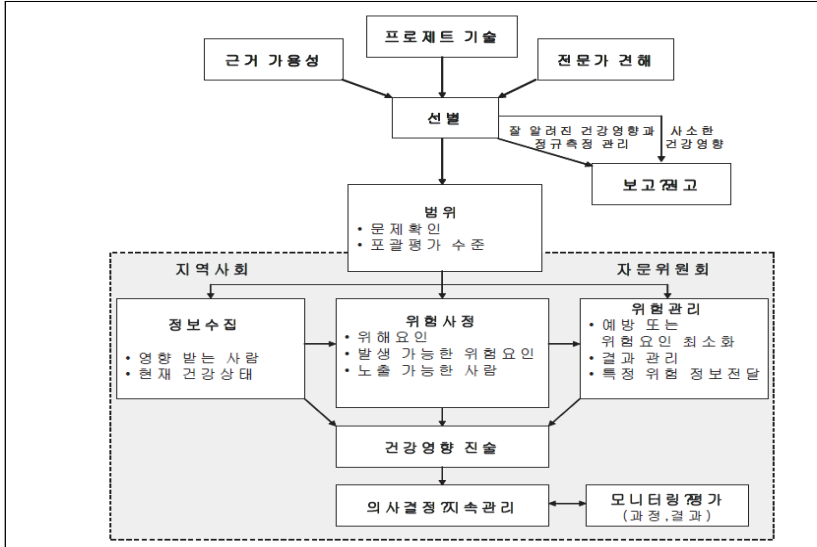 프로제트 기술
근거 가용성
전문가 견해
선별
잘 알려진 건강영향과
정규측정 관리
사소한
건강영향
보고?권고
범위
• 문제확인
• 포괄평가 수준
지역사회
자문위원회
정보수집
• 영향 받는 사람
• 현재 건강상태
위험사정
• 위해요인
• 발생 가능한 위험요인
• 노출 가능한 사람
위험관리
• 예방 또는
위험요인 최소화
• 결과 관리
• 특정 위험 정보전달
건강영향 진술
의사결정?지속관리
모니터링?평가
(과정,결과)